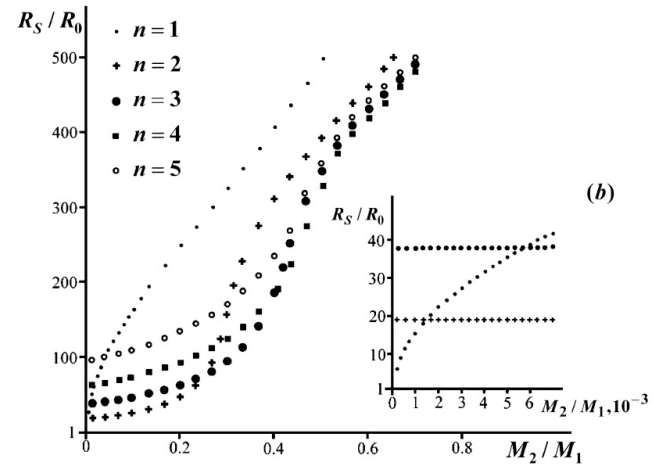 R_S / R_0
500
400
300
200
100
1
0
0.2
0.4
0.6
0.8
M_2 / M_1
n = 1
n = 2
n = 3
n = 4
n = 5
(b)
R_S / R_0
40
30
20
10
1
0 1 2 3 4 5 6 M_2 / M_1, 10^{-3}